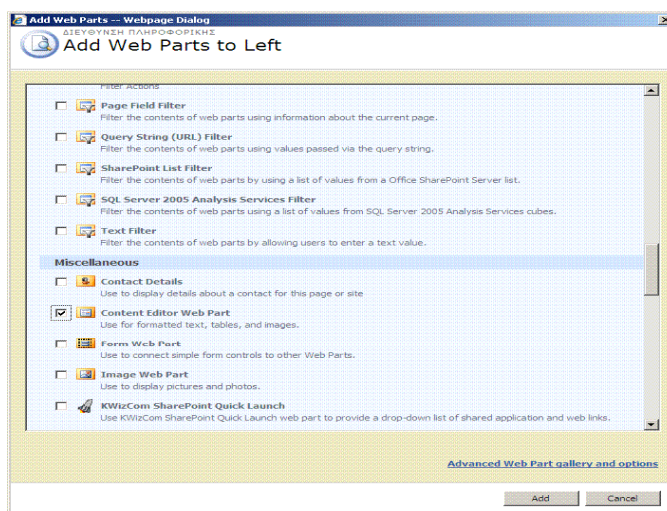 Add Web Parts -- Webpage Dialog
ΔΙΕΥΘΥΝΣΗ ΠΛΗΡΟΦΟΡΙΚΗΣ
Add Web Parts to Left
Filter Actions
Page Field Filter
Filter the contents of web parts using information about the current page.
Query String (URL) Filter
Filter the contents of web parts using values passed via the query string.
SharePoint List Filter
Filter the contents of web parts by using a list of values from a Office SharePoint Server list.
SQL Server 2005 Analysis Services Filter
Filter the contents of web parts using a list of values from SQL Server 2005 Analysis Services cubes.
Text Filter
Filter the contents of web parts by allowing users to enter a text value.
Miscellaneous
Contact Details
Use to display details about a contact for this page or site
Content Editor Web Part
Use for formatted text, tables, and images.
Form Web Part
Use to connect simple form controls to other Web Parts.
Image Web Part
Use to display pictures and photos.
KWizCom SharePoint Quick Launch
Use KWizCom SharePoint Quick Launch web part to provide a drop-down list of shared application and web links.
Advanced Web Part gallery and options
Add Cancel